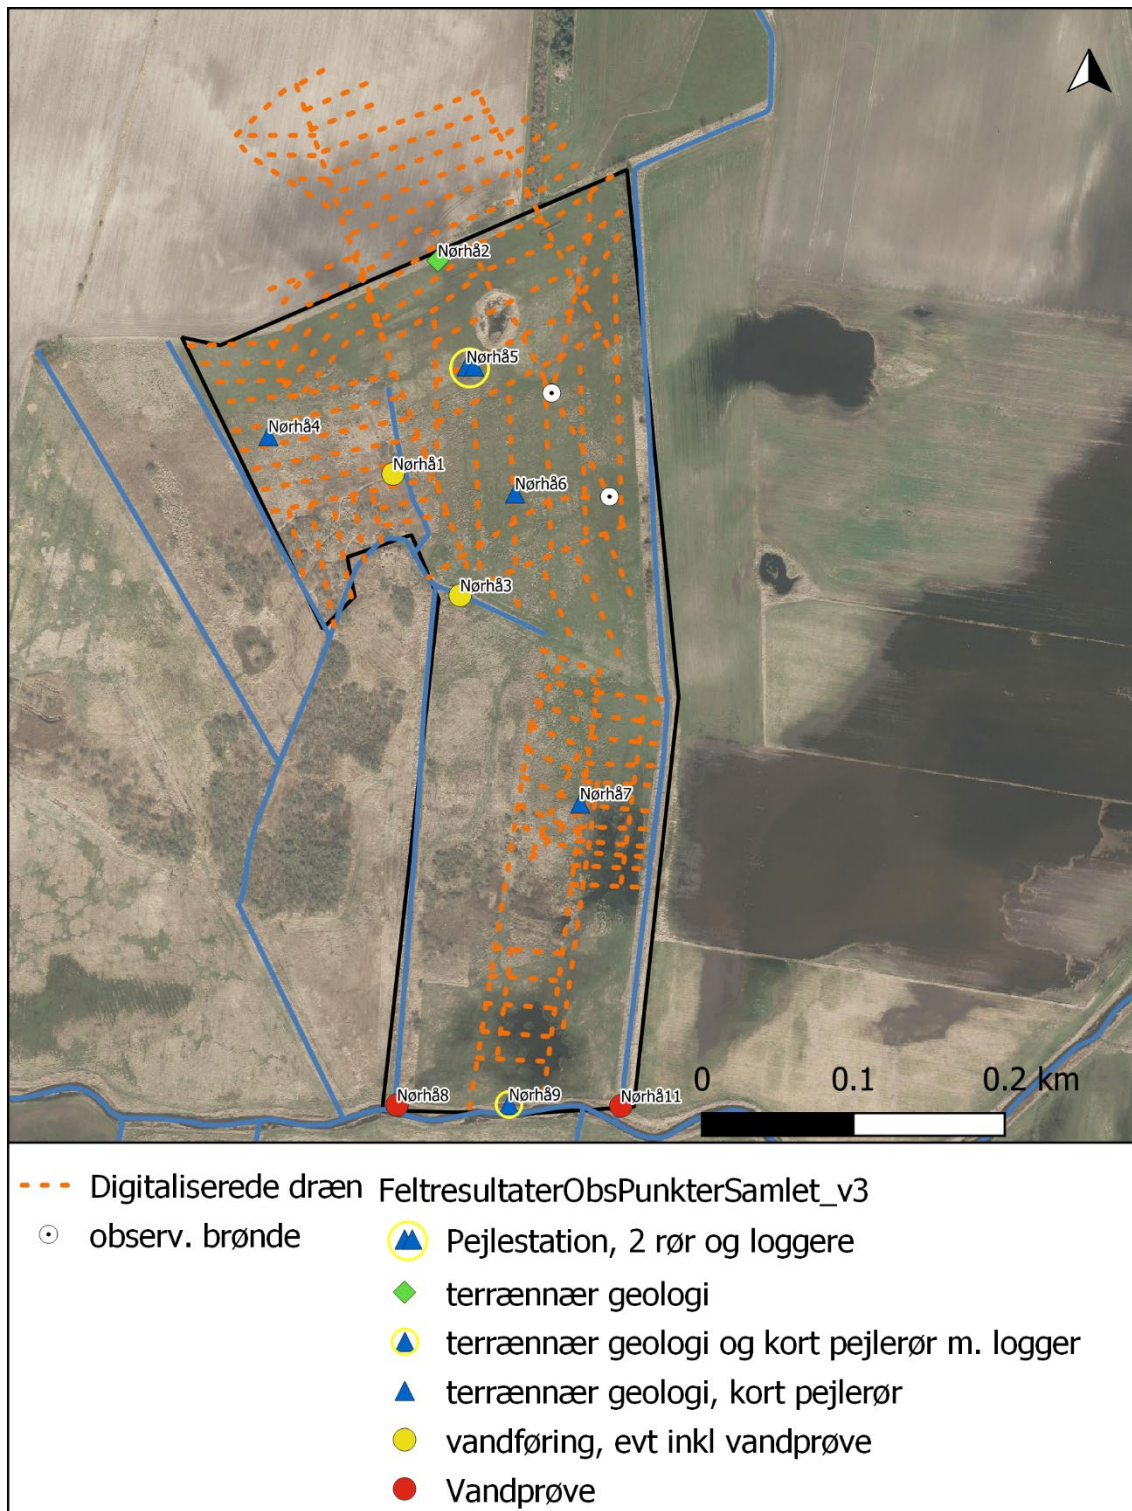 Nørhå2
Nørhå5
Nørhå4
Nørhå1
Nørhå6
Nørhå3
Nørhå7
0 0.1 0.2 km
Nørhå8
Nørhå9
Nørhå11
Digitaliserede dræn
observ. brønde
FeltresultaterObsPunkterSamlet_v3
Pejlestation, 2 rør og loggere
terrænnær geologi
terrænnær geologi og kort pejlerør m. logger
terrænnær geologi, kort pejlerør
vandføring, evt inkl vandprøve
Vandprøve